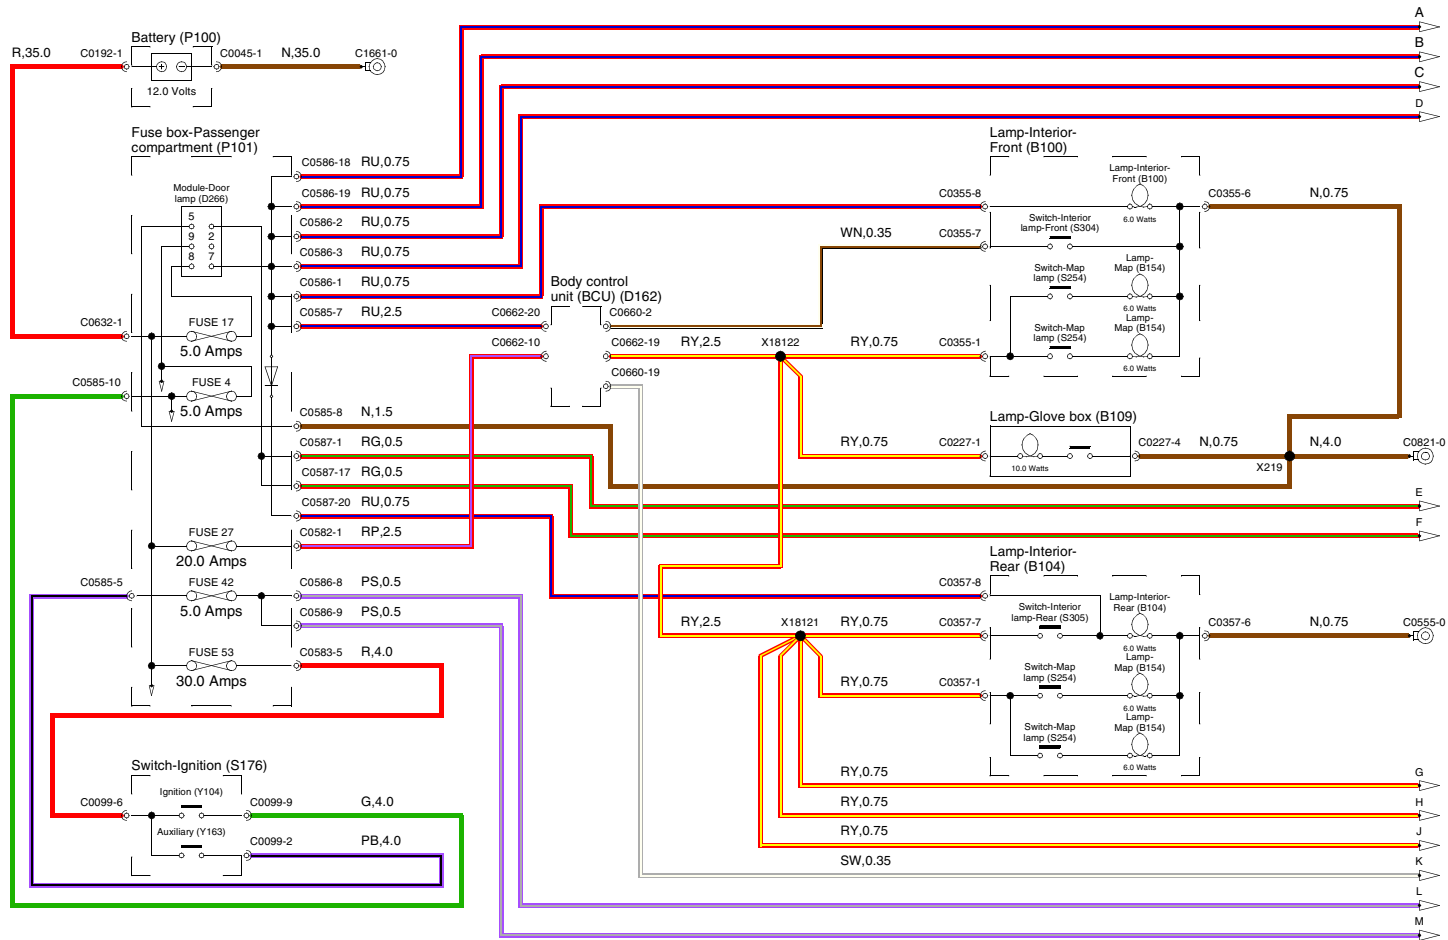 A
B
C
D
R,35.0
C0192-1
Battery (P100)
C0045-1
N,35.0
C1661-0
12.0 Volts
Fuse box-Passenger
compartment (P101)
Module-Door
lamp (D266)
5
9
8
2
7
C0586-18 RU,0.75
C0586-19 RU,0.75
C0586-2 RU,0.75
C0586-3 RU,0.75
C0586-1 RU,0.75
C0585-7 RU,2.5
C0632-1
FUSE 17
5.0 Amps
C0585-10
FUSE 4
5.0 Amps
C0585-8 N,1.5
C0587-1 RG,0.5
C0587-17 RG,0.5
C0587-20 RU,0.75
FUSE 27
20.0 Amps
C0582-1 RP,2.5
C0585-5
FUSE 42
5.0 Amps
C0586-8 PS,0.5
C0586-9 PS,0.5
FUSE 53
30.0 Amps
C0583-5 R,4.0
Switch-Ignition (S176)
C0099-6
Ignition (Y104)
C0099-9
G,4.0
Auxiliary (Y163)
C0099-2
PB,4.0
Body control
unit (BCU) (D162)
C0662-20
C0660-2
C0662-10
C0662-19
C0660-19
RY,2.5
X18122
RY,0.75
WN,0.35
C0355-8
C0355-7
C0355-1
Lamp-Interior-
Front (B100)
Lamp-Interior-
Front (B100)
6.0 Watts
Switch-Interior
lamp-Front (S304)
Switch-Map
lamp (S254)
Lamp-
Map (B154)
6.0 Watts
Switch-Map
lamp (S254)
Lamp-
Map (B154)
6.0 Watts
C0355-6
N,0.75
Lamp-Glove box (B109)
RY,0.75
C0227-1
10.0 Watts
C0227-4
N,0.75
X219
N,4.0
C0821-0
E
F
Lamp-Interior-
Rear (B104)
C0357-8
RY,2.5
X18121
RY,0.75
C0357-7
Switch-Interior
lamp-Rear (S305)
Lamp-Interior-
Rear (B104)
6.0 Watts
C0357-6
N,0.75
C0555-0
RY,0.75
C0357-1
Switch-Map
lamp (S254)
Lamp-
Map (B154)
6.0 Watts
Switch-Map
lamp (S254)
Lamp-
Map (B154)
6.0 Watts
RY,0.75
G
RY,0.75
H
RY,0.75
J
SW,0.35
K
L
M